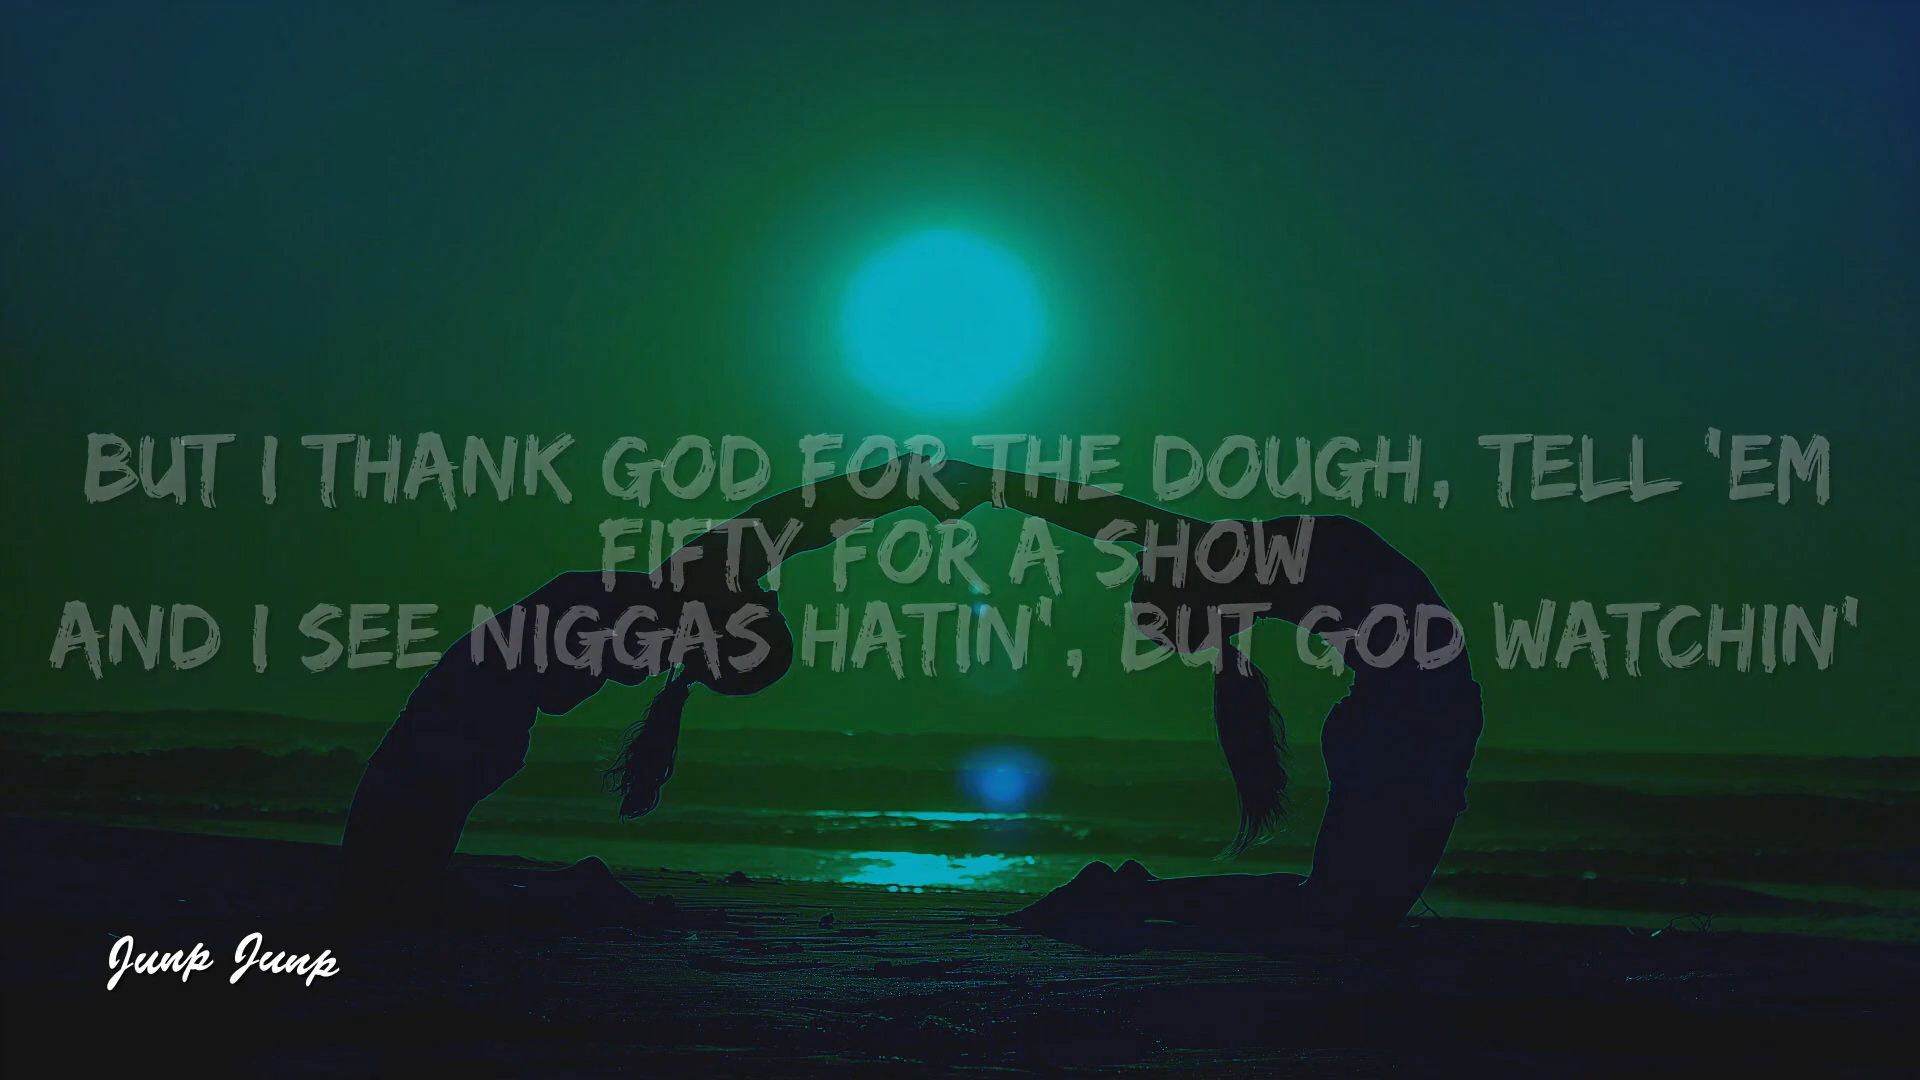 BUT I THANK GOD FOR THE DOUGH, TELL 'EM
FIFTY FOR A SHOW
AND I SEE NIGGAS HATIN', BUT GOD WATCHIN'
Junp Junp